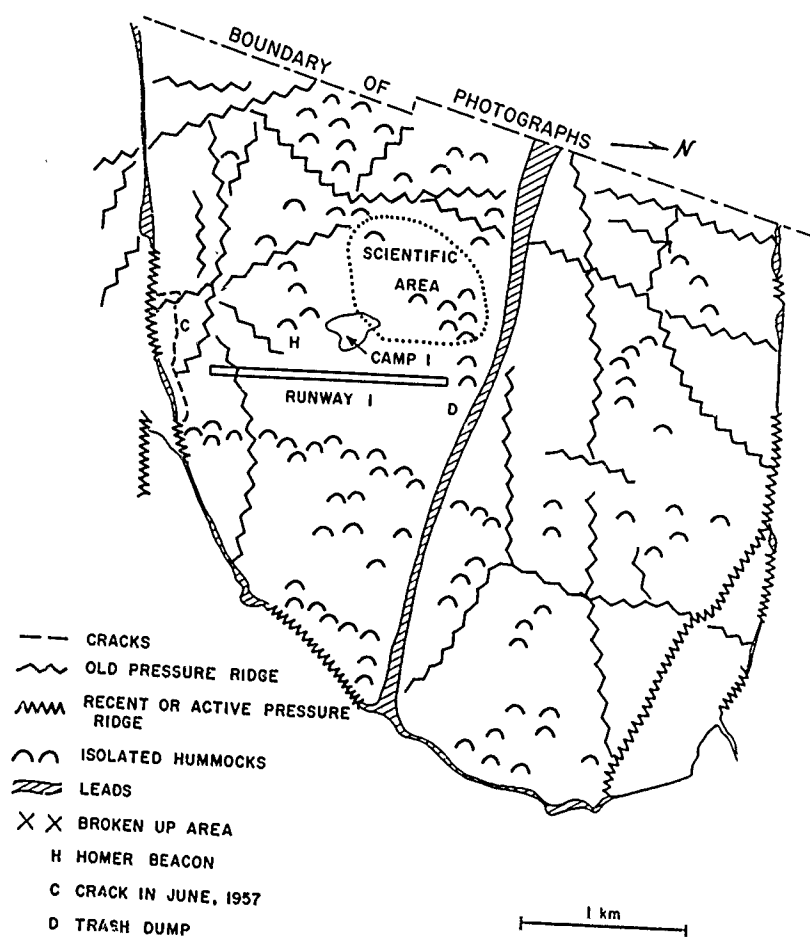 BOUNDARY OF PHOTOGRAPHS
N
SCIENTIFIC
AREA
C
H
CAMP I
RUNWAY I
D
CRACKS
OLD PRESSURE RIDGE
RECENT OR ACTIVE PRESSURE
RIDGE
ISOLATED HUMMOCKS
LEADS
BROKEN UP AREA
H HOMER BEACON
C CRACK IN JUNE, 1957
D TRASH DUMP
1 km